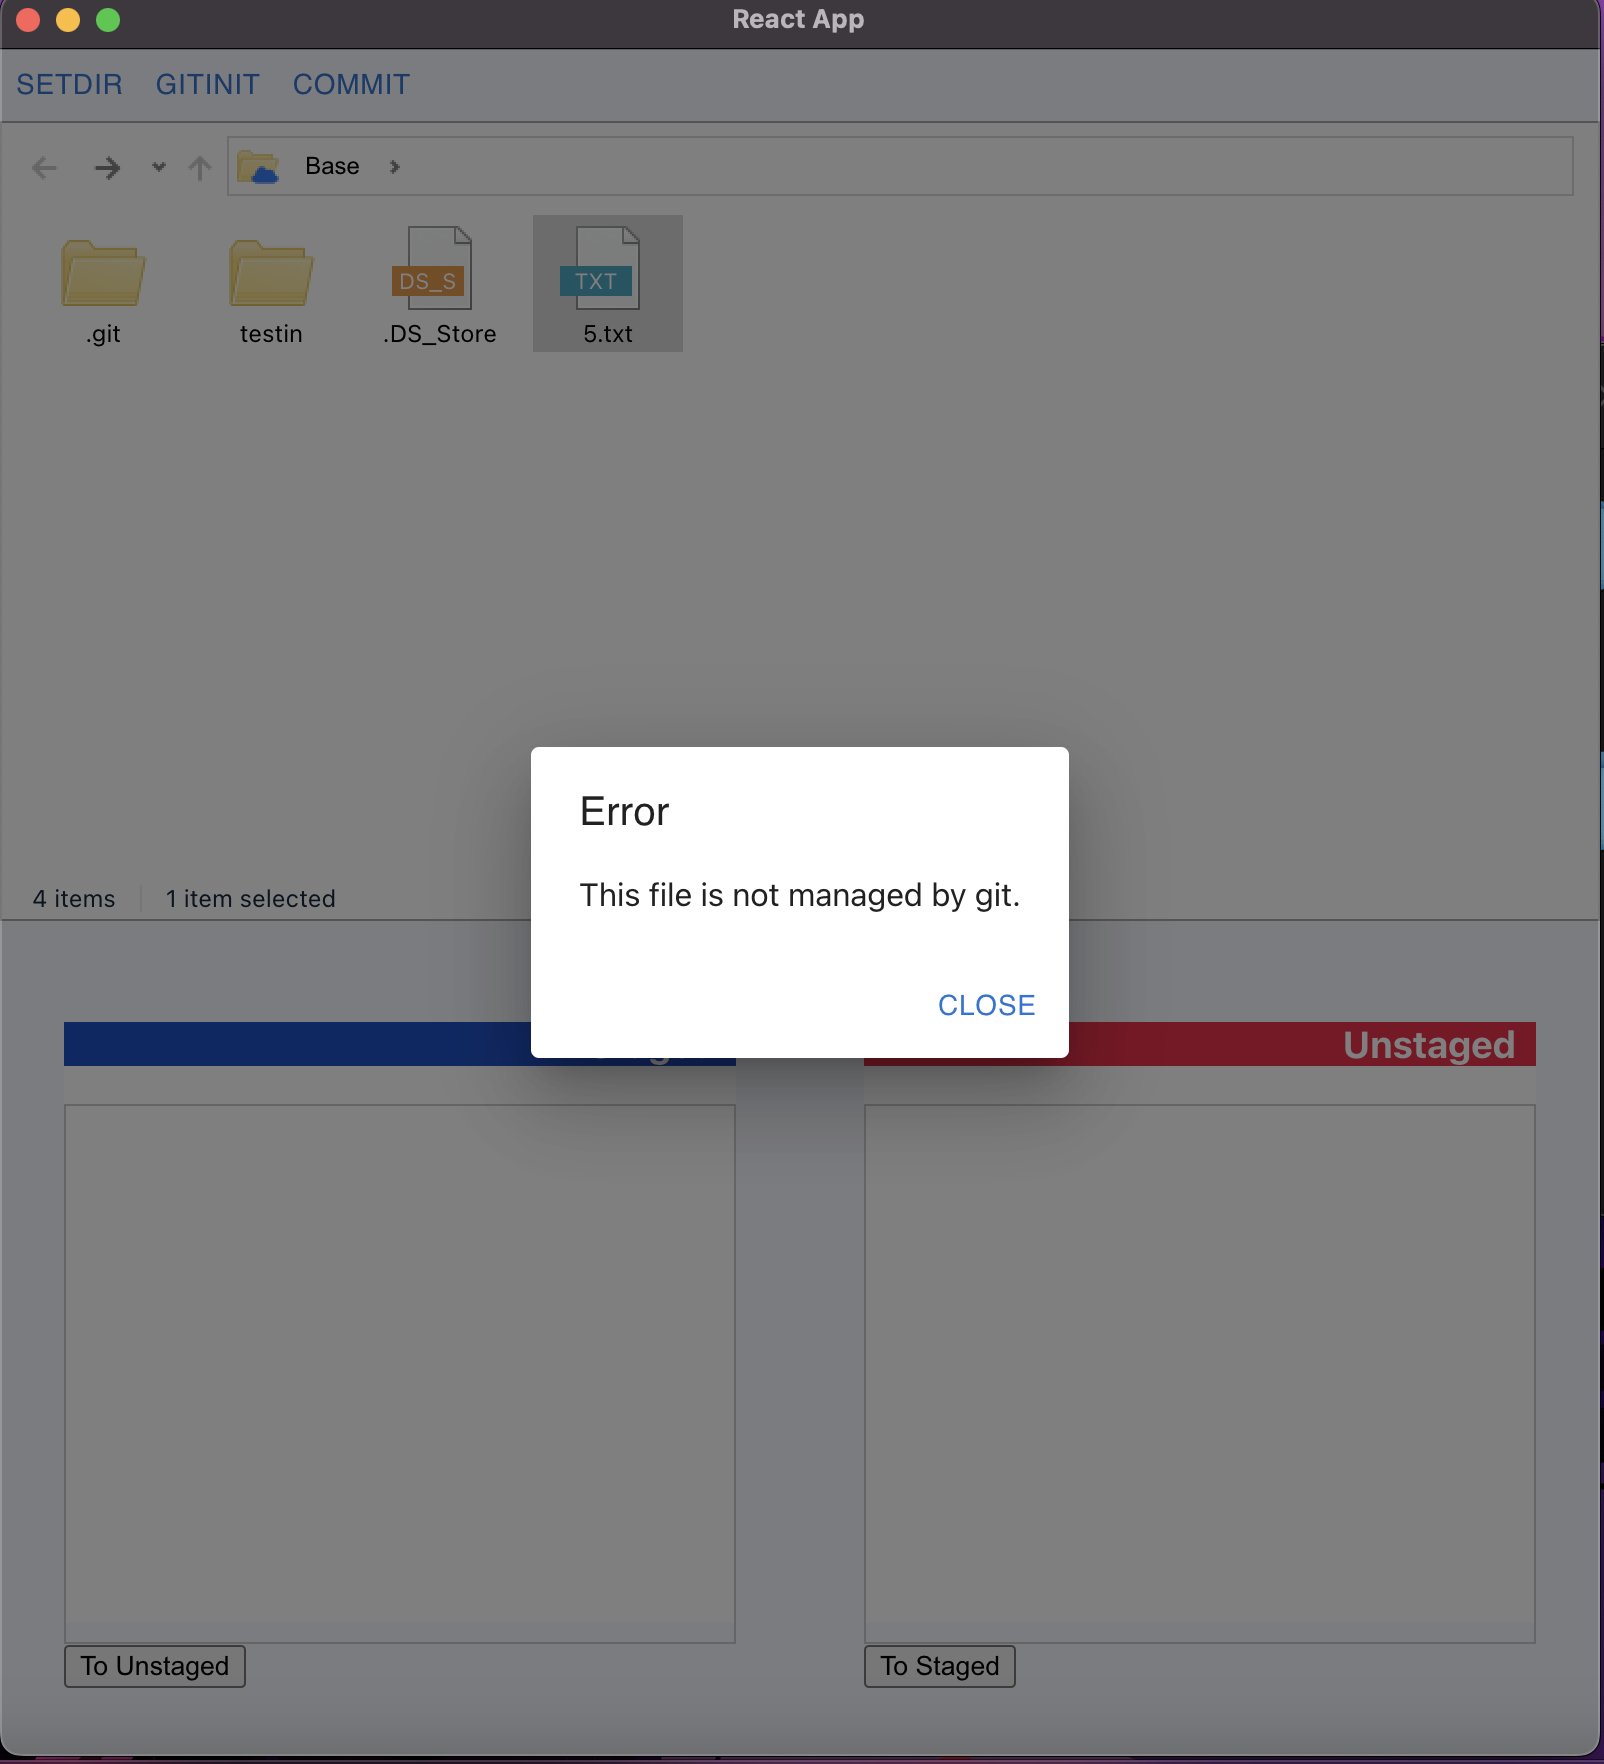 React App
SETDIR GITINIT COMMIT
Base
DS_S TXT
.git testin .DS_Store 5.txt
Error
This file is not managed by git.
CLOSE
4 items 1 item selected
Unstaged
To Unstaged To Staged